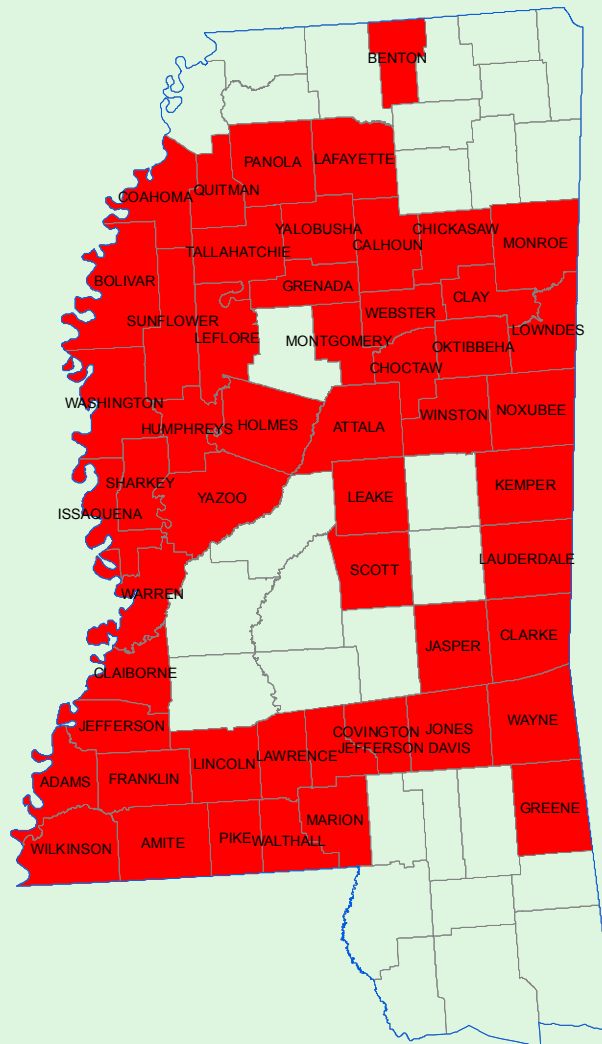 BENTON
PANOLA
LAFAYETTE
COAHOMA
QUITMAN
YALOBUSHA
CHICKASAW
CALHOUN
MONROE
TALLAHATCHIE
BOLIVAR
GRENADA
CLAY
WEBSTER
SUNFLOWER
LOWNDES
LEFLORE
MONTGOMERY
OKTIBBEHA
CHOCTAW
WASHINGTON
NOXUBEE
WINSTON
HUMPHREYS
HOLMES
ATTALA
SHARKEY
KEMPER
YAZOO
LEAKE
ISSAQUENA
LAUDERDALE
SCOTT
WARREN
CLARKE
JASPER
CLAIBORNE
WAYNE
JEFFERSON
COVINGTON
JONES
JEFFERSON DAVIS
LAWRENCE
LINCOLN
FRANKLIN
ADAMS
GREENE
MARION
PIKE
WALTHALL
AMITE
WILKINSON